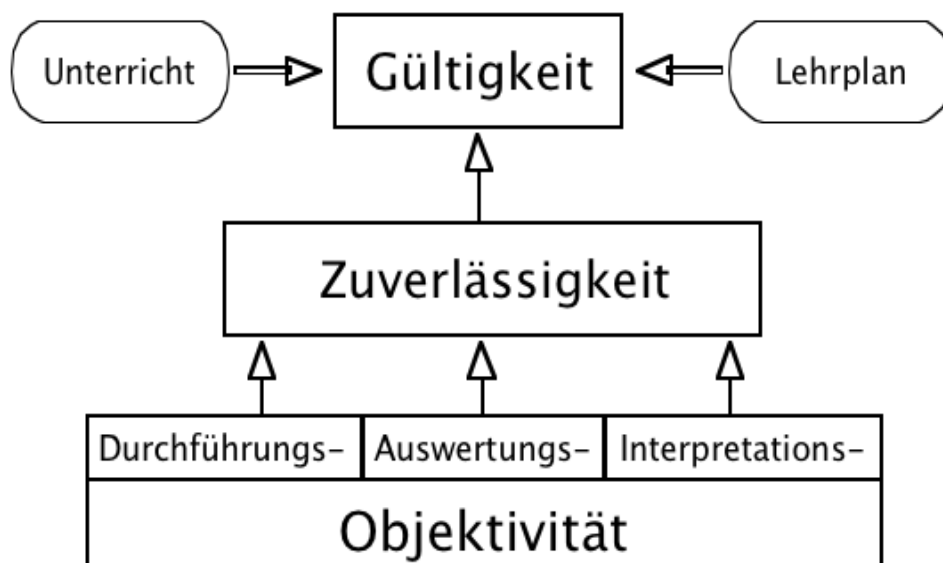 Unterricht
Gültigkeit
Lehrplan
Zuverlässigkeit
Durchführungs-
Auswertungs-
Interpretations-
Objektivität